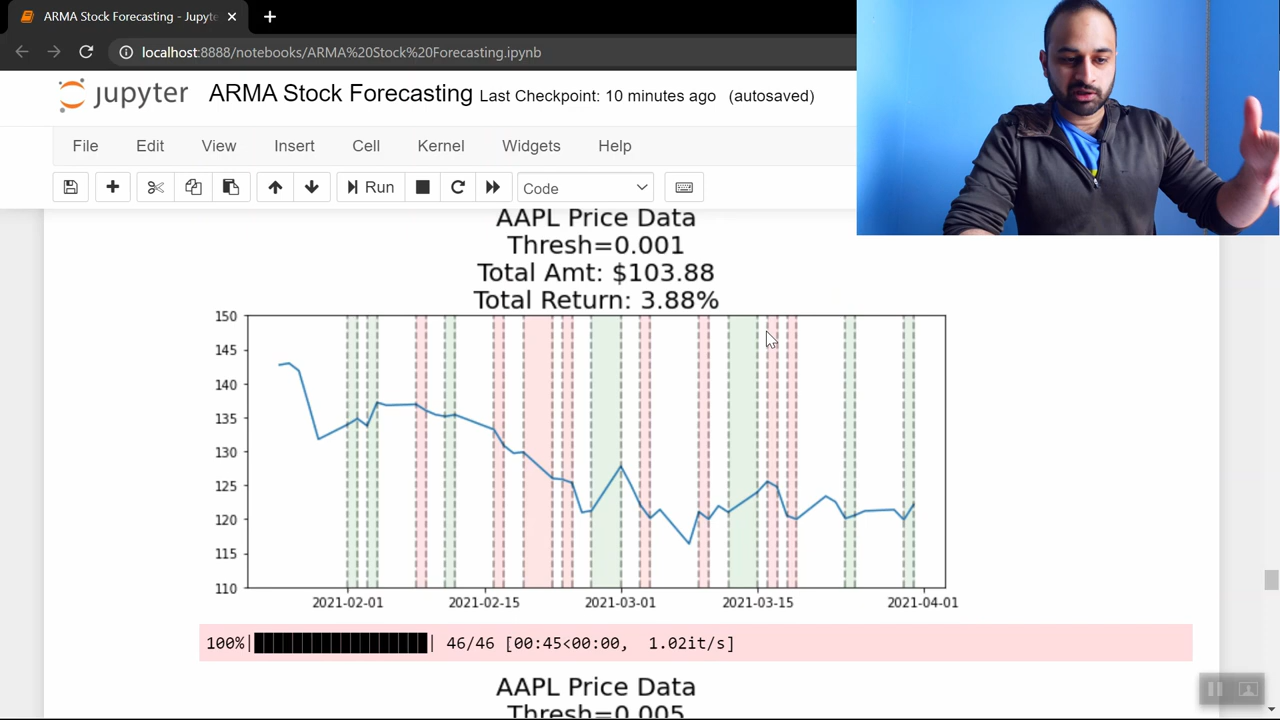 ARMA Stock Forecasting - Jupyte
localhost:8888/notebooks/ARMA%20Stock%20Forecasting.ipynb
jupyter ARMA Stock Forecasting Last Checkpoint: 10 minutes ago (autosaved)
File Edit View Insert Cell Kernel Widgets Help
Run Code
AAPL Price Data
Thresh=0.001
Total Amt: $103.88
Total Return: 3.88%
150
145
140
135
130
125
120
115
110
2021-02-01 2021-02-15 2021-03-01 2021-03-15 2021-04-01
100%| | 46/46 [00:45<00:00, 1.02it/s]
AAPL Price Data
Thresh=0.005